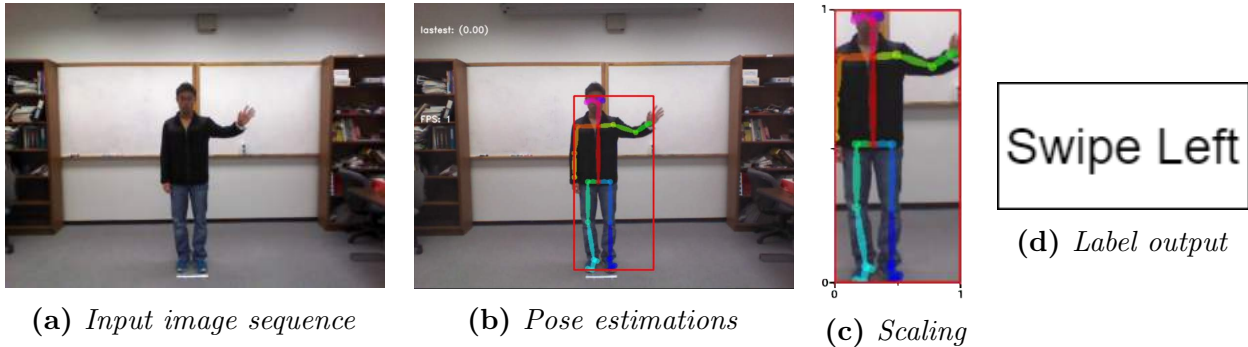 lastest: (0.00)
FPS: 1
1
0
0
1
Swipe Left
(a) Input image sequence
(b) Pose estimations
(c) Scaling
(d) Label output